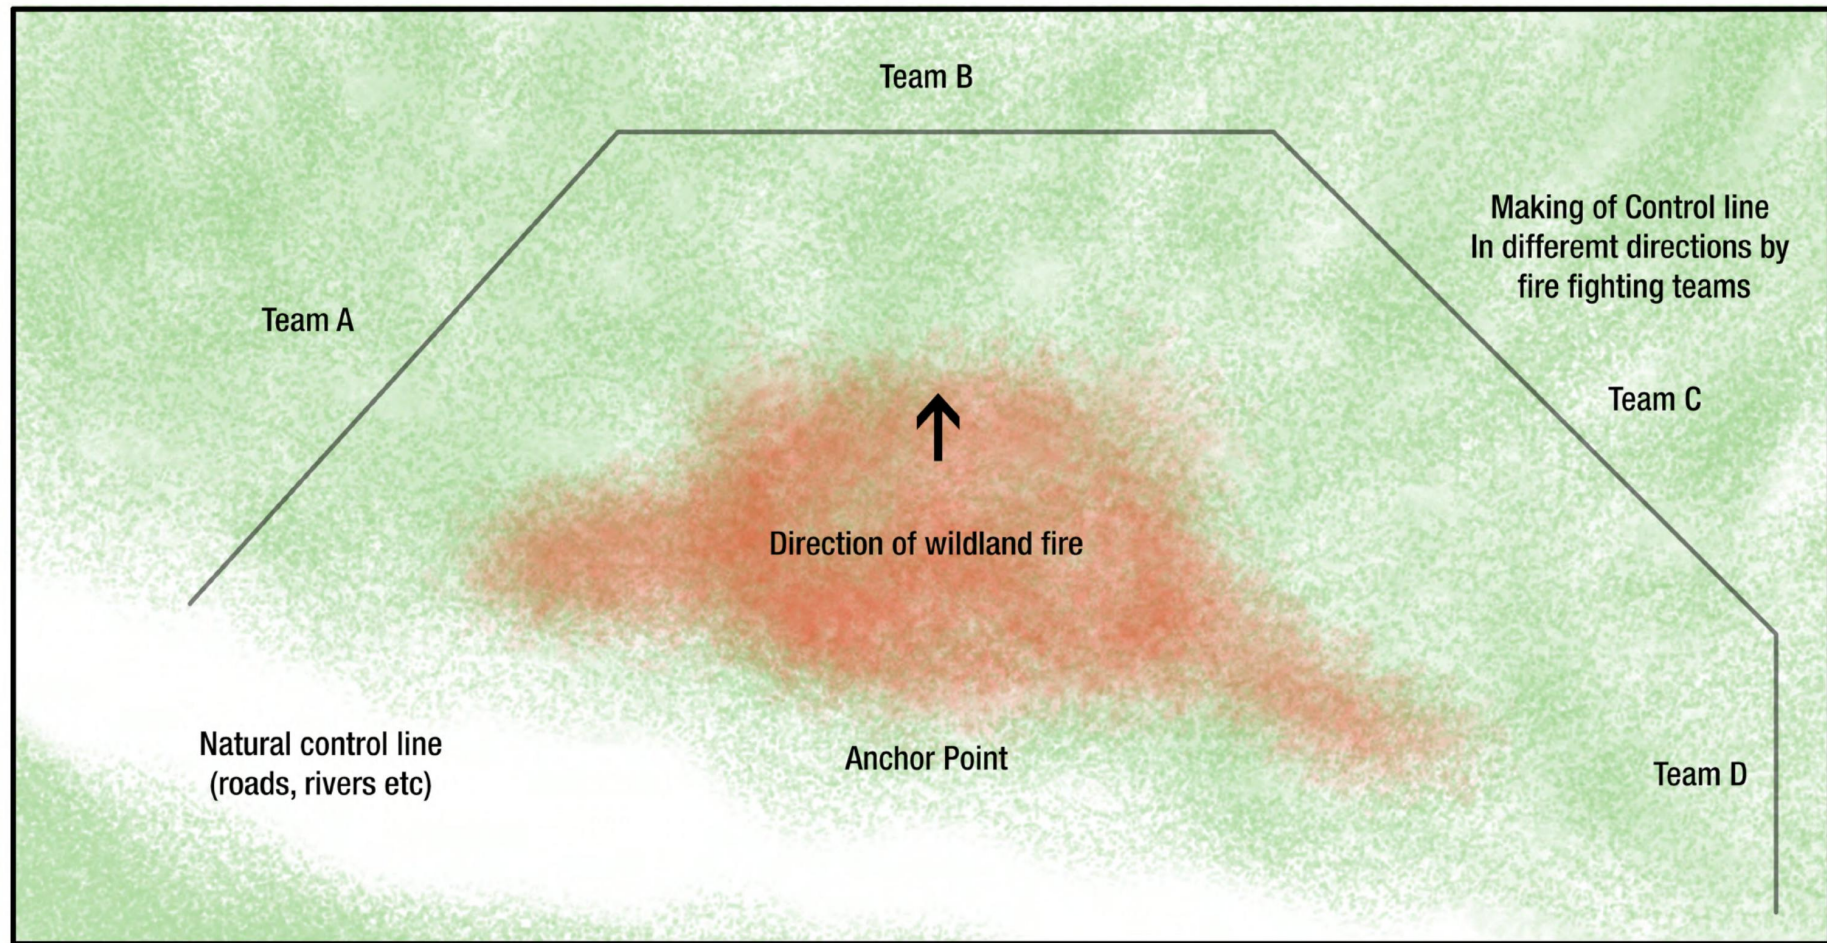 Team B
Making of Control line
In differemt directions by
fire fighting teams
Team A
Team C
Direction of wildland fire
Natural control line
(roads, rivers etc)
Anchor Point
Team D